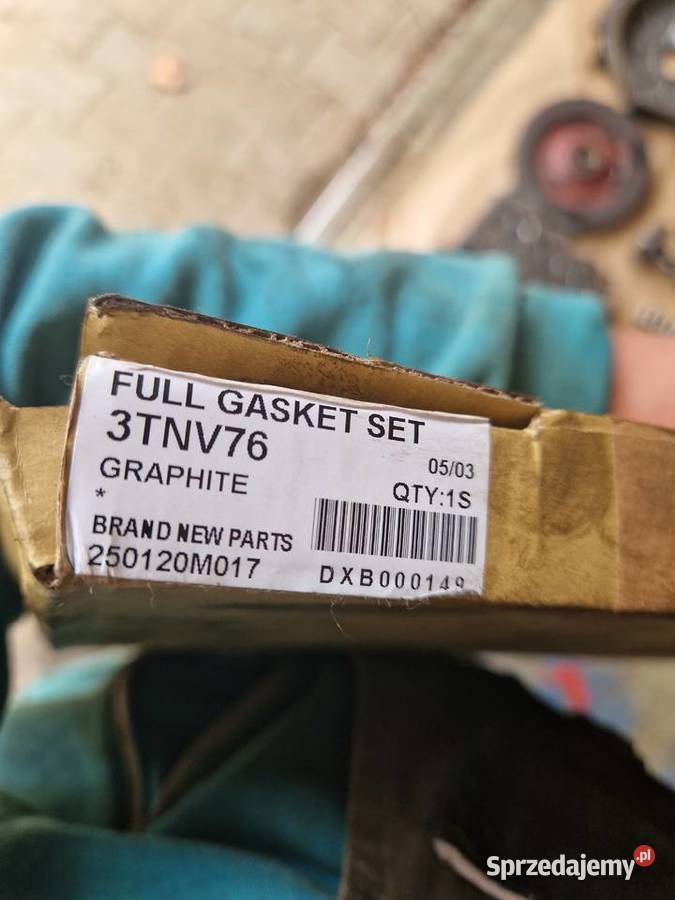 FULL GASKET SET
3TNV76
05/03
GRAPHITE
QTY:1S
*
BRAND NEW PARTS
250120M017
DXB000149
Sprzedajemy.pl